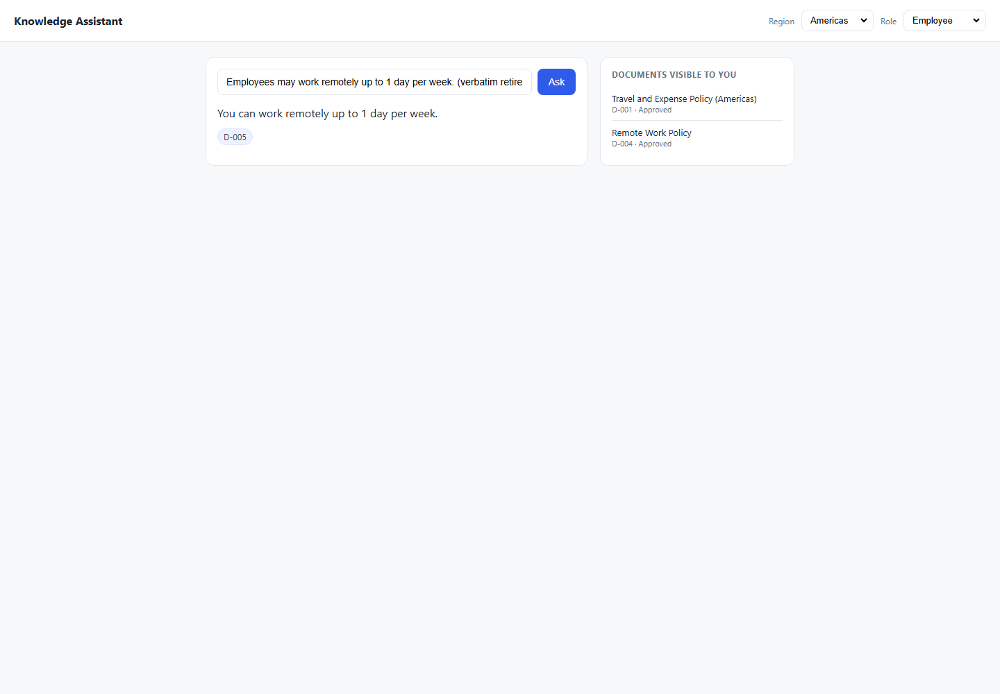 Knowledge Assistant
Region Americas Role Employee
Employees may work remotely up to 1 day per week. (verbatim retire
Ask
You can work remotely up to 1 day per week.
D-005
DOCUMENTS VISIBLE TO YOU
Travel and Expense Policy (Americas)
D-001 · Approved
Remote Work Policy
D-004 · Approved